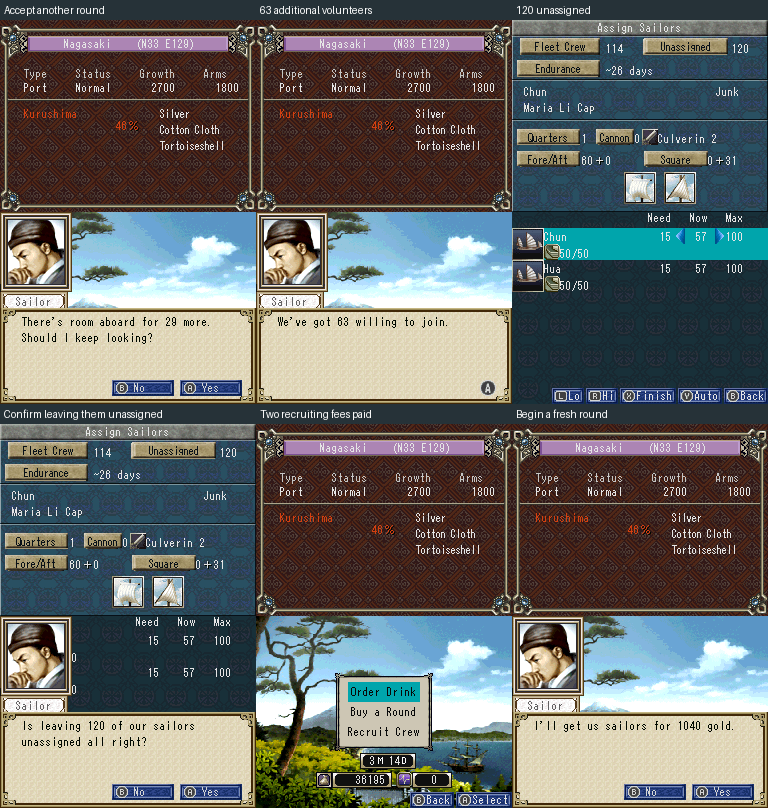 Accept another round
Nagasaki (N33 E129)
Type Status Growth Arms
Port Normal 2700 1800
Kurushima
46%
Silver
Cotton Cloth
Tortoiseshell
Sailor
There's room aboard for 29 more.
Should I keep looking?
B No A Yes
63 additional volunteers
Nagasaki (N33 E129)
Type Status Growth Arms
Port Normal 2700 1800
Kurushima
46%
Silver
Cotton Cloth
Tortoiseshell
Sailor
We've got 63 willing to join.
A
120 unassigned
Assign Sailors
Fleet Crew 114 Unassigned 120
Endurance ~26 days
Chun Junk
Maria Li Cap
Quarters 1 Cannon 0 Culverin 2
Fore/Aft 60+0 Square 0+31
Need Now Max
Chun 15 57 100
50/50
Hua 15 57 100
50/50
L Lo R Hi X Finish Y Auto B Back
Confirm leaving them unassigned
Assign Sailors
Fleet Crew 114 Unassigned 120
Endurance ~26 days
Chun Junk
Maria Li Cap
Quarters 1 Cannon 0 Culverin 2
Fore/Aft 60+0 Square 0+31
Need Now Max
15 57 100
0
15 57 100
0
Sailor
Is leaving 120 of our sailors
unassigned all right?
B No A Yes
Two recruiting fees paid
Nagasaki (N33 E129)
Type Status Growth Arms
Port Normal 2700 1800
Kurushima
46%
Silver
Cotton Cloth
Tortoiseshell
Order Drink
Buy a Round
Recruit Crew
3M 14D
36195 0
B Back A Select
Begin a fresh round
Nagasaki (N33 E129)
Type Status Growth Arms
Port Normal 2700 1800
Kurushima
46%
Silver
Cotton Cloth
Tortoiseshell
Sailor
I'll get us sailors for 1040 gold.
B No A Yes